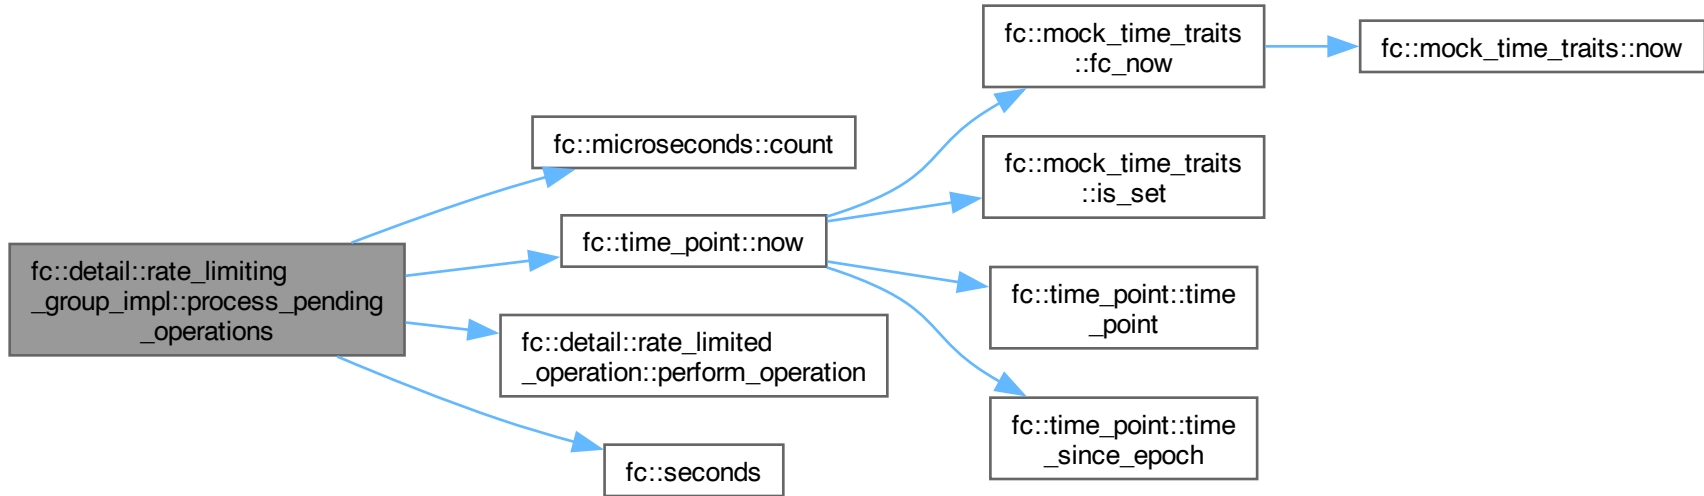 fc::detail::rate_limiting
_group_impl::process_pending
_operations
fc::microseconds::count
fc::time_point::now
fc::detail::rate_limited
_operation::perform_operation
fc::seconds
fc::mock_time_traits
::fc_now
fc::mock_time_traits
::is_set
fc::time_point::time
_point
fc::time_point::time
_since_epoch
fc::mock_time_traits::now